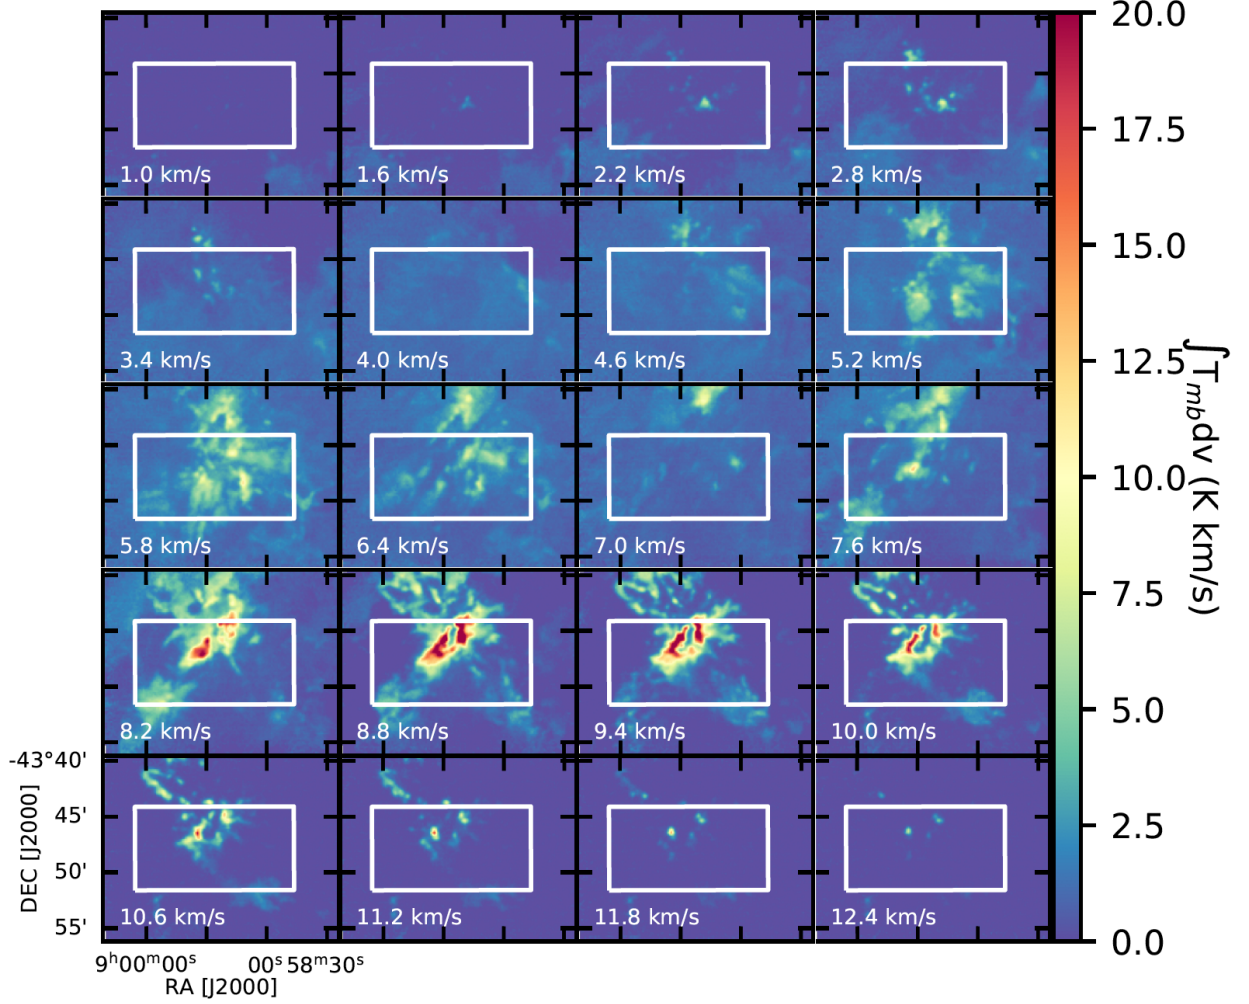 1.0 km/s
1.6 km/s
2.2 km/s
2.8 km/s
3.4 km/s
4.0 km/s
4.6 km/s
5.2 km/s
5.8 km/s
6.4 km/s
7.0 km/s
7.6 km/s
8.2 km/s
8.8 km/s
9.4 km/s
10.0 km/s
10.6 km/s
11.2 km/s
11.8 km/s
12.4 km/s
-43°40'
45'
50'
55'
DEC [J2000]
9ʰ00ᵐ00ˢ
00ˢ58ᵐ30ˢ
RA [J2000]
20.0
17.5
15.0
12.5
10.0
7.5
5.0
2.5
0.0
∫T_mb dv (K km/s)